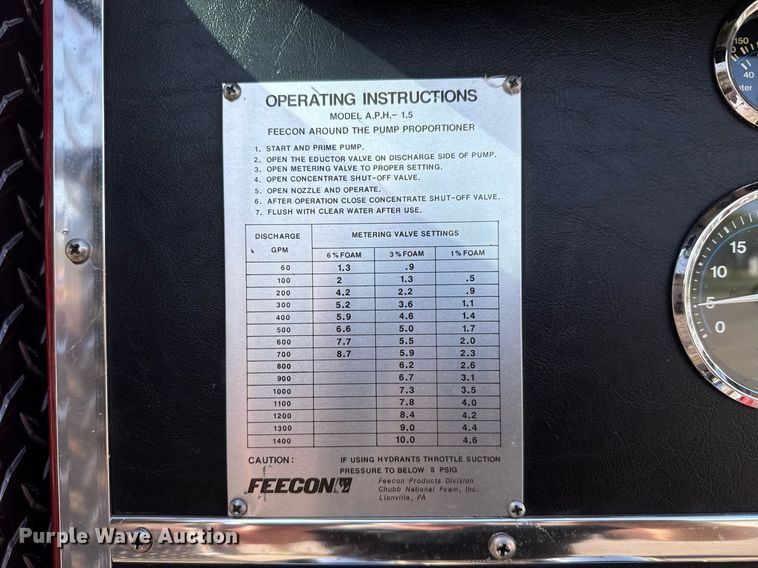 OPERATING INSTRUCTIONS
MODEL A.P.H.- 1.5
FEECON AROUND THE PUMP PROPORTIONER
1. START AND PRIME PUMP.
2. OPEN THE EDUCTOR VALVE ON DISCHARGE SIDE OF PUMP.
3. OPEN METERING VALVE TO PROPER SETTING.
4. OPEN CONCENTRATE SHUT-OFF VALVE.
5. OPEN NOZZLE AND OPERATE.
6. AFTER OPERATION CLOSE CONCENTRATE SHUT-OFF VALVE.
7. FLUSH WITH CLEAR WATER AFTER USE.
DISCHARGE GPM METERING VALVE SETTINGS
6% FOAM 3% FOAM 1% FOAM
60 1.3 .9
100 2 1.3 .5
200 4.2 2.2 .9
300 5.2 3.6 1.1
400 5.9 4.6 1.4
500 6.6 5.0 1.7
600 7.7 5.5 2.0
700 8.7 5.9 2.3
800 6.2 2.6
900 6.7 3.1
1000 7.3 3.5
1100 7.8 4.0
1200 8.4 4.2
1300 9.0 4.4
1400 10.0 4.6
CAUTION: IF USING HYDRANTS THROTTLE SUCTION
PRESSURE TO BELOW 5 PSIG
FEECON
Feecon Products Division
Chubb National Foam, Inc.
Lionville, PA
150
40
15
10
5
0
Purple Wave Auction